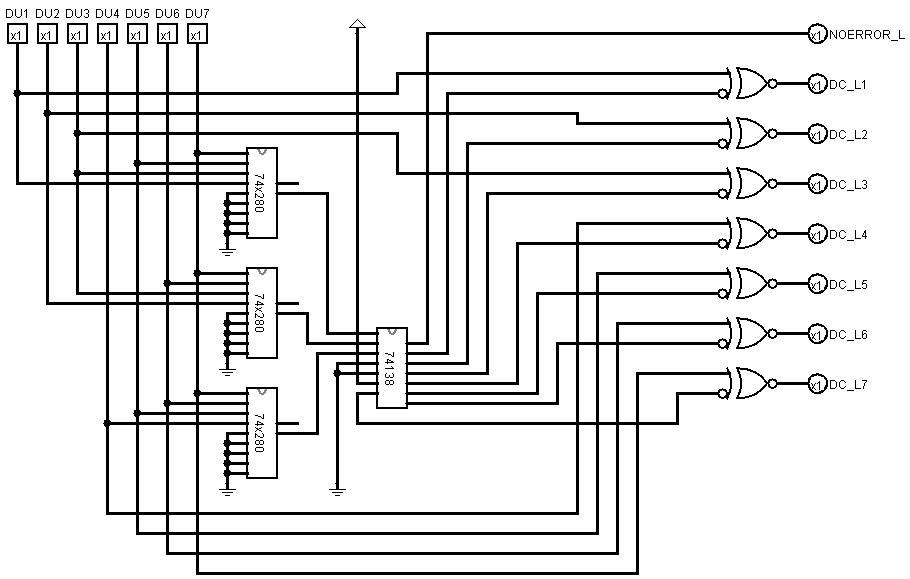 DU1 DU2 DU3 DU4 DU5 DU6 DU7
x1 x1 x1 x1 x1 x1 x1
x1 NOERROR_L
x1 DC_L1
x1 DC_L2
74x280
x1 DC_L3
x1 DC_L4
74x280
x1 DC_L5
x1 DC_L6
74138
x1 DC_L7
74x280